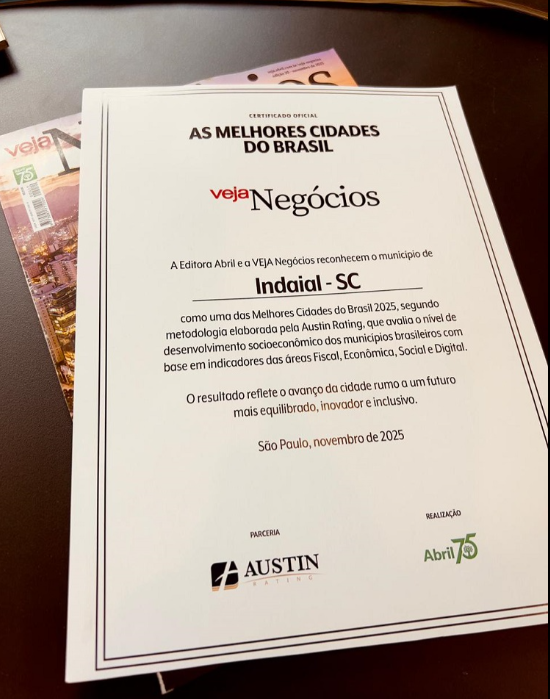 veja
CERTIFICADO OFICIAL
AS MELHORES CIDADES
DO BRASIL
veja Negócios
A Editora Abril e a VEJA Negócios reconhecem o município de
Indaial - SC
como uma das Melhores Cidades do Brasil 2025, segundo
metodologia elaborada pela Austin Rating, que avalia o nível de
desenvolvimento socioeconômico dos municípios brasileiros com
base em indicadores das áreas Fiscal, Econômica, Social e Digital.
O resultado reflete o avanço da cidade rumo a um futuro
mais equilibrado, inovador e inclusivo.
São Paulo, novembro de 2025
PARCERIA
AUSTIN
RATING
REALIZAÇÃO
Abril 75